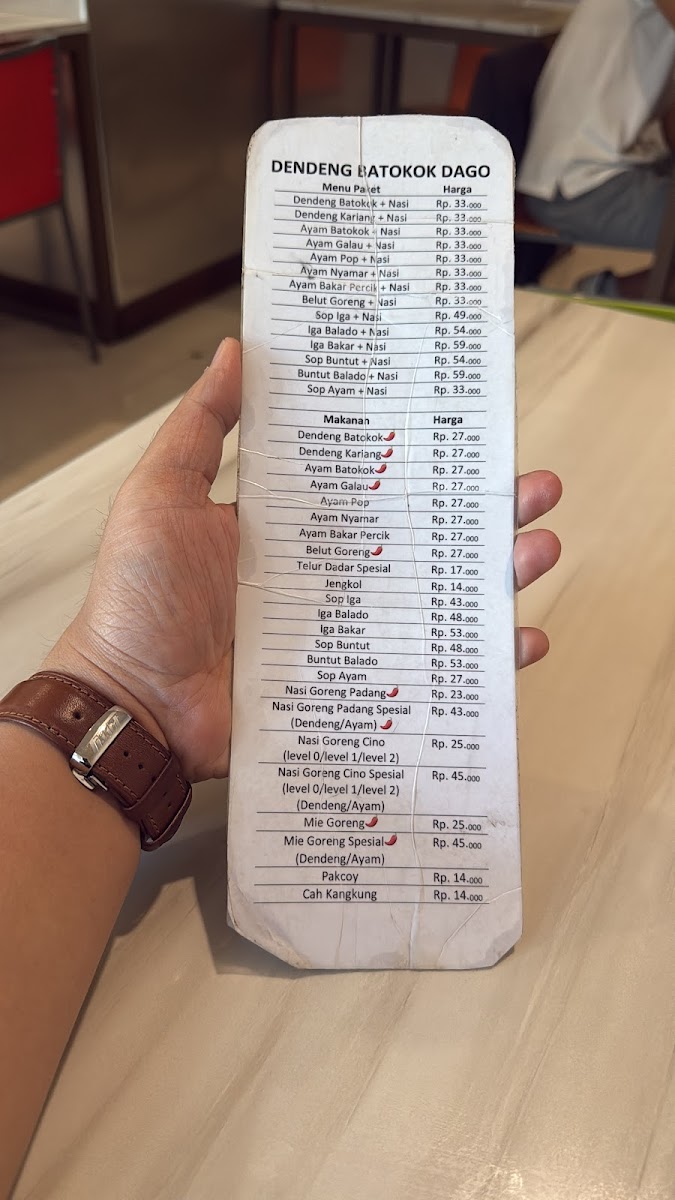 DENDENG BATOKOK DAGO
Menu Paket Harga
Dendeng Batokok + Nasi Rp. 33.000
Dendeng Kariang + Nasi Rp. 33.000
Ayam Batokok + Nasi Rp. 33.000
Ayam Galau + Nasi Rp. 33.000
Ayam Pop + Nasi Rp. 33.000
Ayam Nyamar + Nasi Rp. 33.000
Ayam Bakar Percik + Nasi Rp. 33.000
Belut Goreng + Nasi Rp. 33.000
Sop Iga + Nasi Rp. 49.000
Iga Balado + Nasi Rp. 54.000
Iga Bakar + Nasi Rp. 59.000
Sop Buntut + Nasi Rp. 54.000
Buntut Balado + Nasi Rp. 59.000
Sop Ayam + Nasi Rp. 33.000
Makanan Harga
Dendeng Batokok Rp. 27.000
Dendeng Kariang Rp. 27.000
Ayam Batokok Rp. 27.000
Ayam Galau Rp. 27.000
Ayam Pop Rp. 27.000
Ayam Nyamar Rp. 27.000
Ayam Bakar Percik Rp. 27.000
Belut Goreng Rp. 27.000
Telur Dadar Spesial Rp. 17.000
Jengkol Rp. 14.000
Sop Iga Rp. 43.000
Iga Balado Rp. 48.000
Iga Bakar Rp. 53.000
Sop Buntut Rp. 48.000
Buntut Balado Rp. 53.000
Sop Ayam Rp. 27.000
Nasi Goreng Padang Rp. 23.000
Nasi Goreng Padang Spesial Rp. 43.000
(Dendeng/Ayam)
Nasi Goreng Cino Rp. 25.000
(level 0/level 1/level 2)
Nasi Goreng Cino Spesial Rp. 45.000
(level 0/level 1/level 2)
(Dendeng/Ayam)
Mie Goreng Rp. 25.000
Mie Goreng Spesial Rp. 45.000
(Dendeng/Ayam)
Pakcoy Rp. 14.000
Cah Kangkung Rp. 14.000